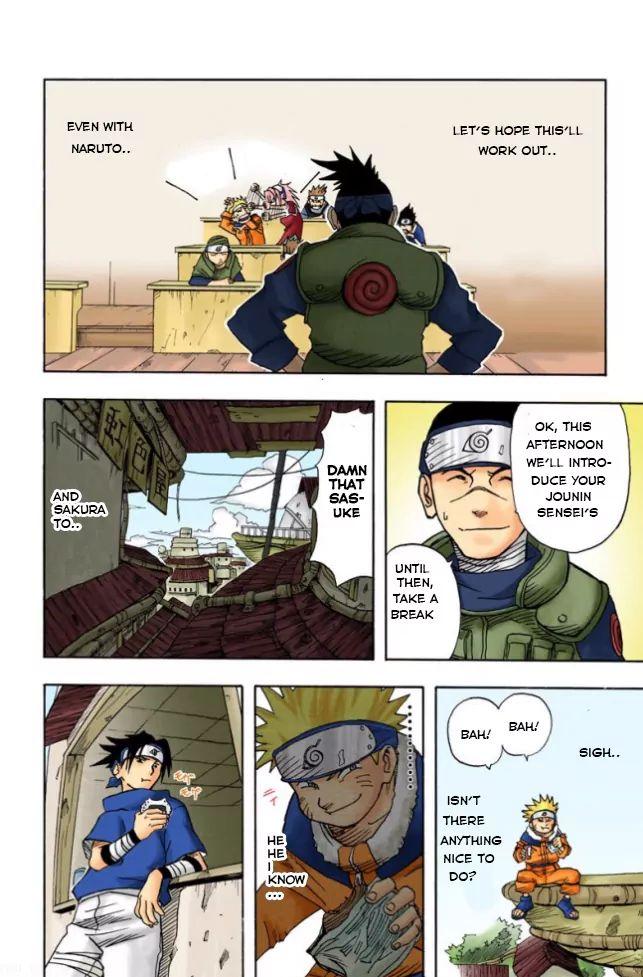 LET'S HOPE THIS'LL
WORK OUT..
EVEN WITH
NARUTO..
OK, THIS
AFTERNOON
WE'LL INTRO-
DUCE YOUR
JOUNIN
SENSEI'S
UNTIL
THEN,
TAKE A
BREAK
DAMN
THAT
SAS-
UKE
AND
SAKURA
TO..
BAH!
BAH!
SIGH..
ISN'T
THERE
ANYTHING
NICE TO
DO?
HE
HE
I
KNOW
...